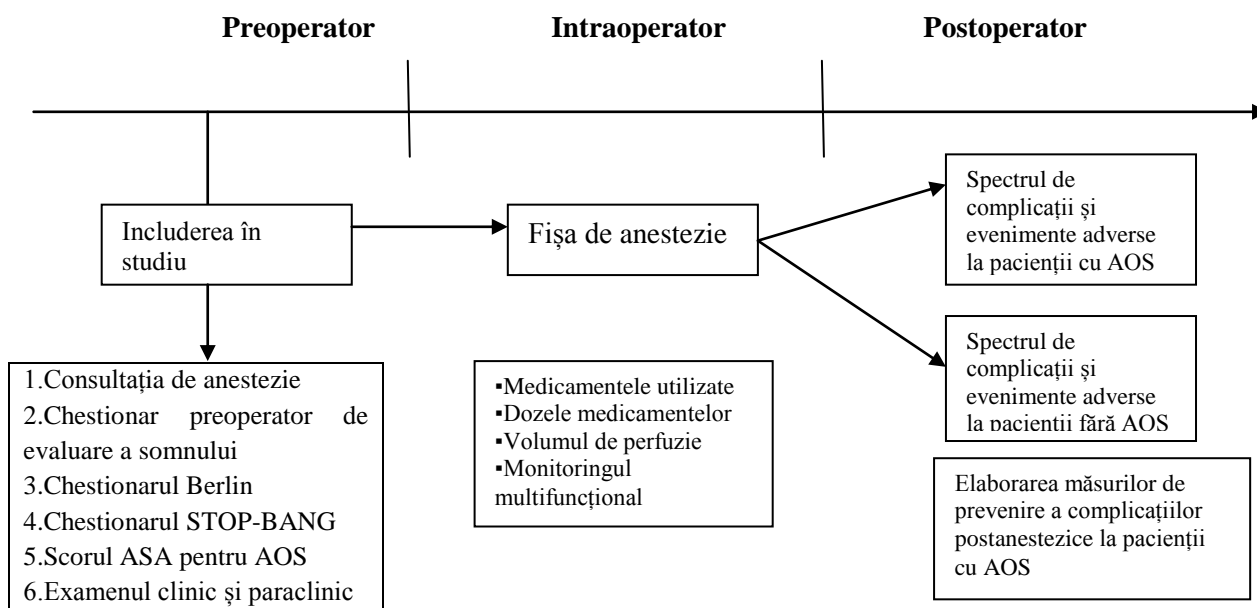 Preoperator
Intraoperator
Postoperator
Includerea în
studiu
Fișa de anestezie
Spectrul de
complicații și
evenimente adverse
la pacienții cu AOS
Spectrul de
complicații și
evenimente adverse
la pacienții fără AOS
1.Consultația de anestezie
2.Chestionar preoperator de
evaluare a somnului
3.Chestionarul Berlin
4.Chestionarul STOP-BANG
5.Scorul ASA pentru AOS
6.Examenul clinic și paraclinic
▪Medicamentele utilizate
▪Dozele medicamentelor
▪Volumul de perfuzie
▪Monitoringul
multifuncțional
Elaborarea măsurilor de
prevenire a complicațiilor
postanestezice la pacienții
cu AOS